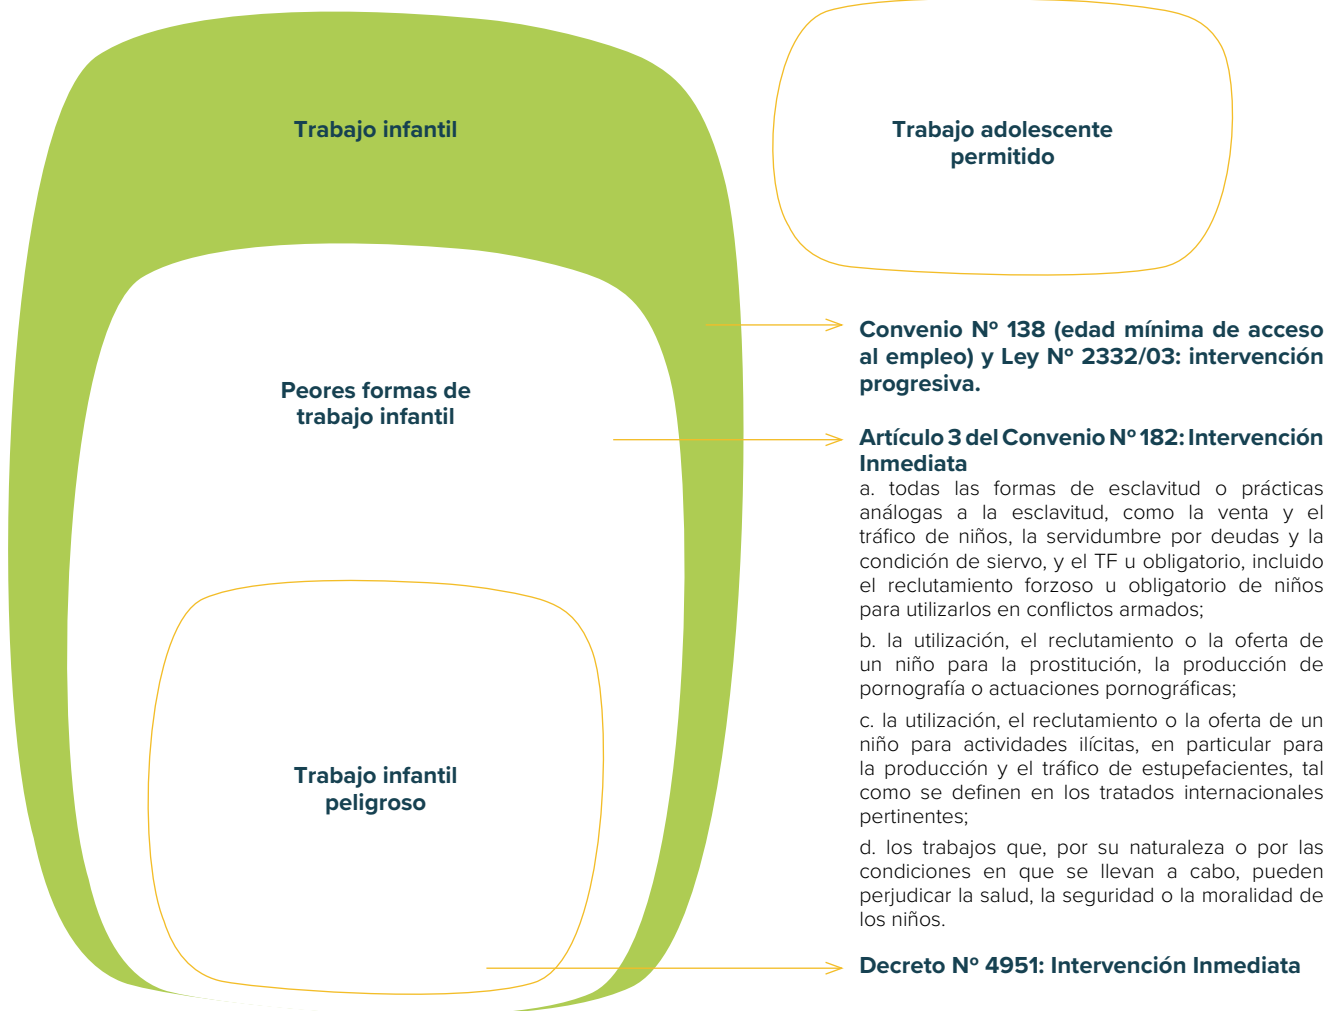 Trabajo infantil
Trabajo adolescente
permitido
Peores formas de
trabajo infantil
Trabajo infantil
peligroso
Convenio Nº 138 (edad mínima de acceso
al empleo) y Ley Nº 2332/03: intervención
progresiva.
Artículo 3 del Convenio Nº 182: Intervención
Inmediata
a. todas las formas de esclavitud o prácticas
análogas a la esclavitud, como la venta y el
tráfico de niños, la servidumbre por deudas y la
condición de siervo, y el TF u obligatorio, incluido
el reclutamiento forzoso u obligatorio de niños
para utilizarlos en conflictos armados;
b. la utilización, el reclutamiento o la oferta de
un niño para la prostitución, la producción de
pornografía o actuaciones pornográficas;
c. la utilización, el reclutamiento o la oferta de un
niño para actividades ilícitas, en particular para
la producción y el tráfico de estupefacientes, tal
como se definen en los tratados internacionales
pertinentes;
d. los trabajos que, por su naturaleza o por las
condiciones en que se llevan a cabo, pueden
perjudicar la salud, la seguridad o la moralidad de
los niños.
Decreto Nº 4951: Intervención Inmediata